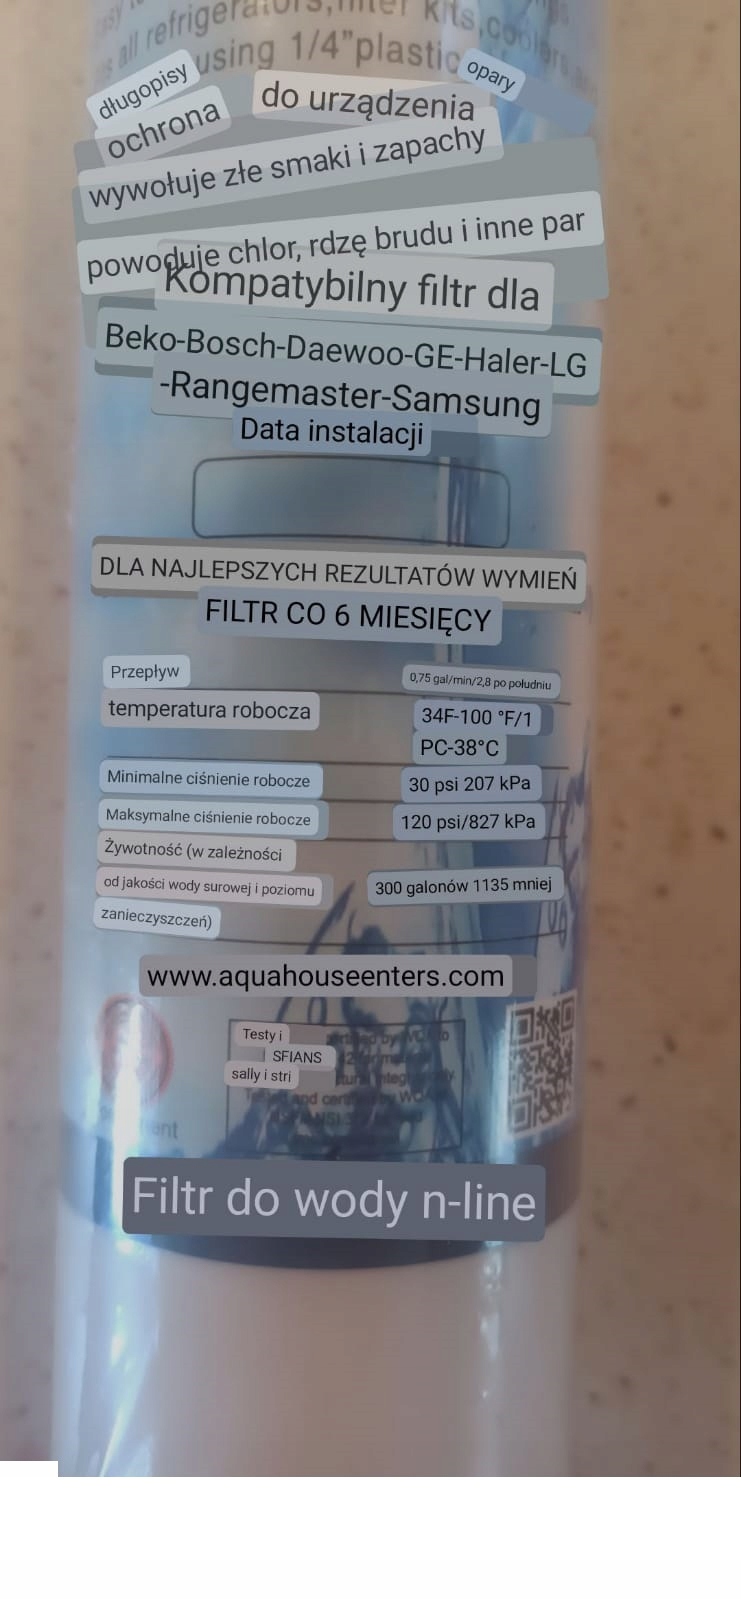 all refrigerators, filter kits, coolers
using 1/4"plastic
długopisy
opary
ochrona
do urządzenia
wywołuje złe smaki i zapachy
powoduje chlor, rdzę brudu i inne par
Kompatybilny filtr dla
Beko-Bosch-Daewoo-GE-Haler-LG
-Rangemaster-Samsung
Data instalacji
DLA NAJLEPSZYCH REZULTATÓW WYMIEŃ
FILTR CO 6 MIESIĘCY
Przepływ 0,75 gal/min/2,8 po południu
temperatura robocza 34F-100 °F/1
PC-38°C
Minimalne ciśnienie robocze 30 psi 207 kPa
Maksymalne ciśnienie robocze 120 psi/827 kPa
Żywotność (w zależności
od jakości wody surowej i poziomu 300 galonów 1135 mniej
zanieczyszczeń)
www.aquahouseenters.com
Testy i
SFIANS
sally i stri
Filtr do wody n-line